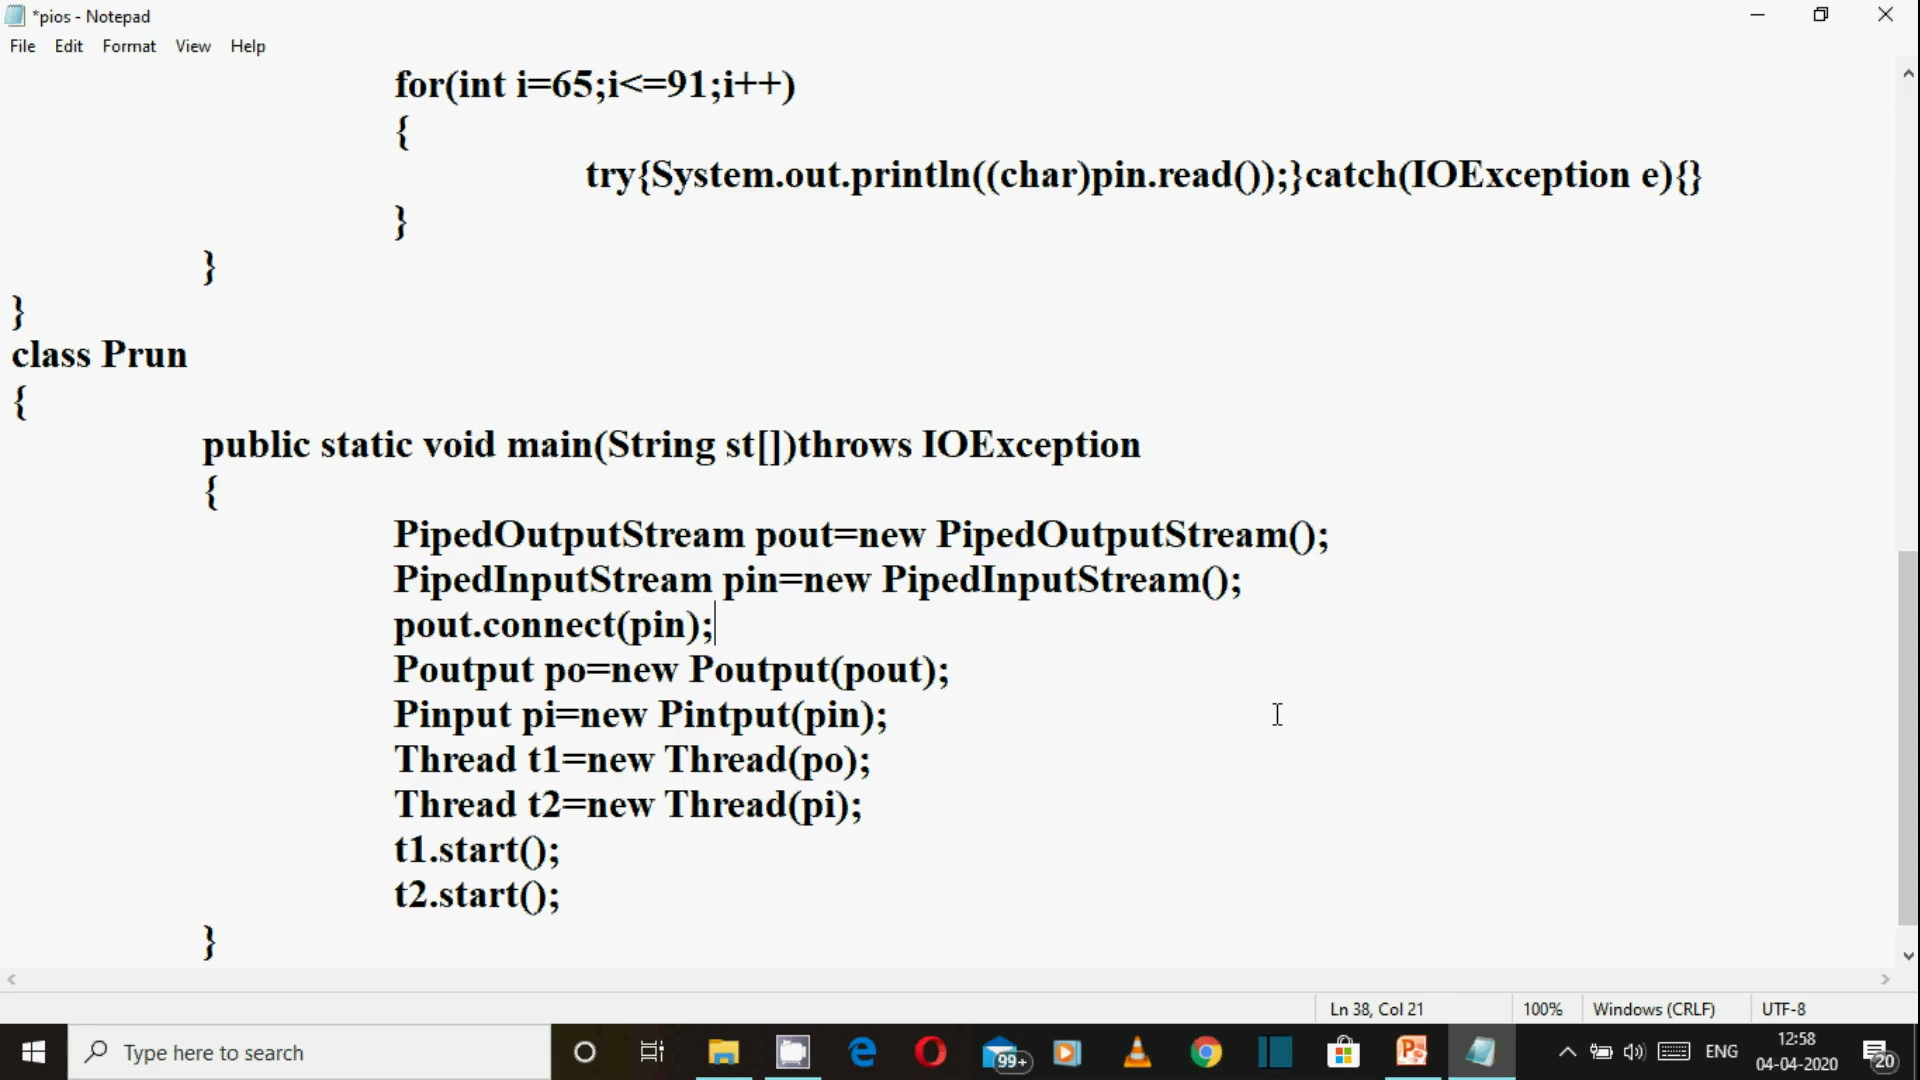 *pios - Notepad
File Edit Format View Help
for(int i=65;i<=91;i++)
{
try{System.out.println((char)pin.read());}catch(IOException e){}
}
}
}
class Prun
{
public static void main(String st[])throws IOException
{
PipedOutputStream pout=new PipedOutputStream();
PipedInputStream pin=new PipedInputStream();
pout.connect(pin);
Poutput po=new Poutput(pout);
Pinput pi=new Pintput(pin);
Thread t1=new Thread(po);
Thread t2=new Thread(pi);
t1.start();
t2.start();
}
Ln 38, Col 21 100% Windows (CRLF) UTF-8
Type here to search 99+ ENG 12:58 04-04-2020 20